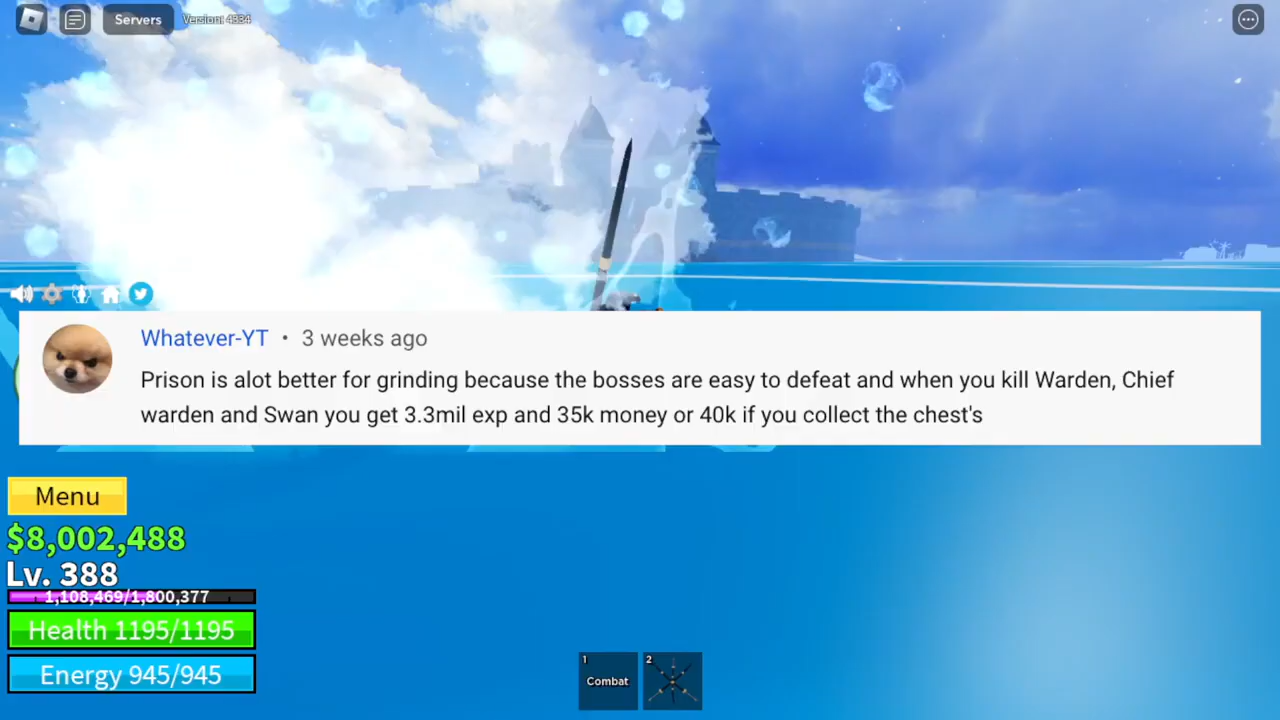 Servers
Version: 4334
Whatever-YT • 3 weeks ago
Prison is alot better for grinding because the bosses are easy to defeat and when you kill Warden, Chief
warden and Swan you get 3.3mil exp and 35k money or 40k if you collect the chest's
Menu
$8,002,488
Lv. 388
1,108,469/1,800,377
Health 1195/1195
Energy 945/945
1
2
Combat